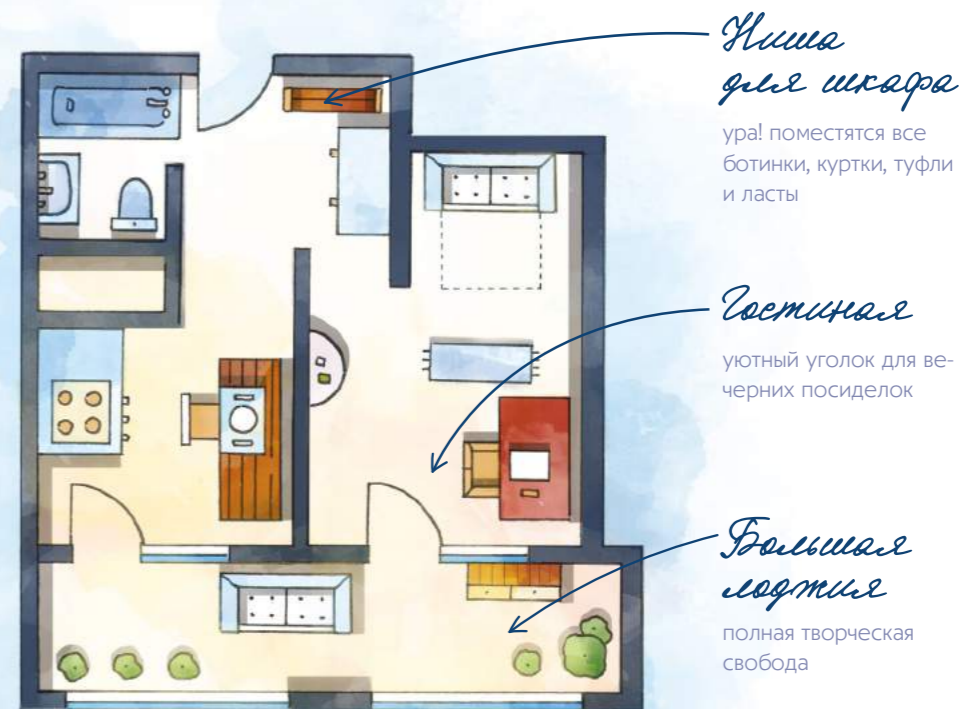 Ниша
для шкафа
ура! поместятся все
ботинки, куртки, туфли
и ласты
Гостиная
уютный уголок для ве-
черних посиделок
Большая
лоджия
полная творческая
свобода